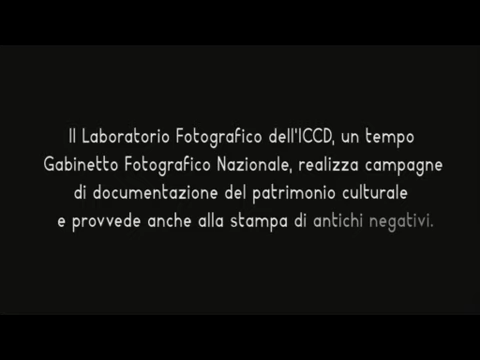 Il Laboratorio Fotografico dell'ICCD, un tempo
Gabinetto Fotografico Nazionale, realizza campagne
di documentazione del patrimonio culturale
e provvede anche alla stampa di antichi negativi.